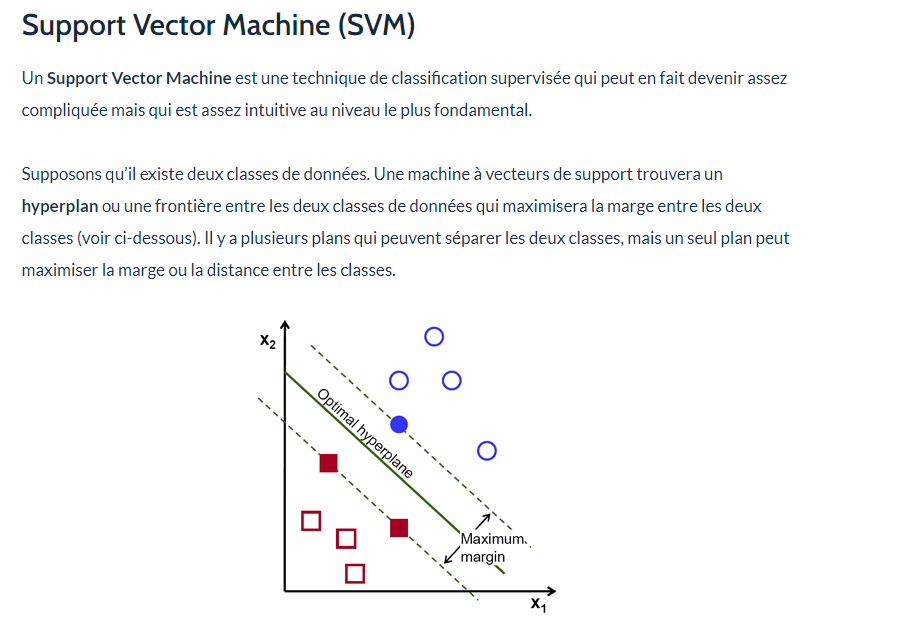 Support Vector Machine (SVM)
Un Support Vector Machine est une technique de classification supervisée qui peut en fait devenir assez
compliquée mais qui est assez intuitive au niveau le plus fondamental.
Supposons qu'il existe deux classes de données. Une machine à vecteurs de support trouvera un
hyperplan ou une frontière entre les deux classes de données qui maximisera la marge entre les deux
classes (voir ci-dessous). Il y a plusieurs plans qui peuvent séparer les deux classes, mais un seul plan peut
maximiser la marge ou la distance entre les classes.
X₂
Optimal hyperplane
Maximum
margin
X₁